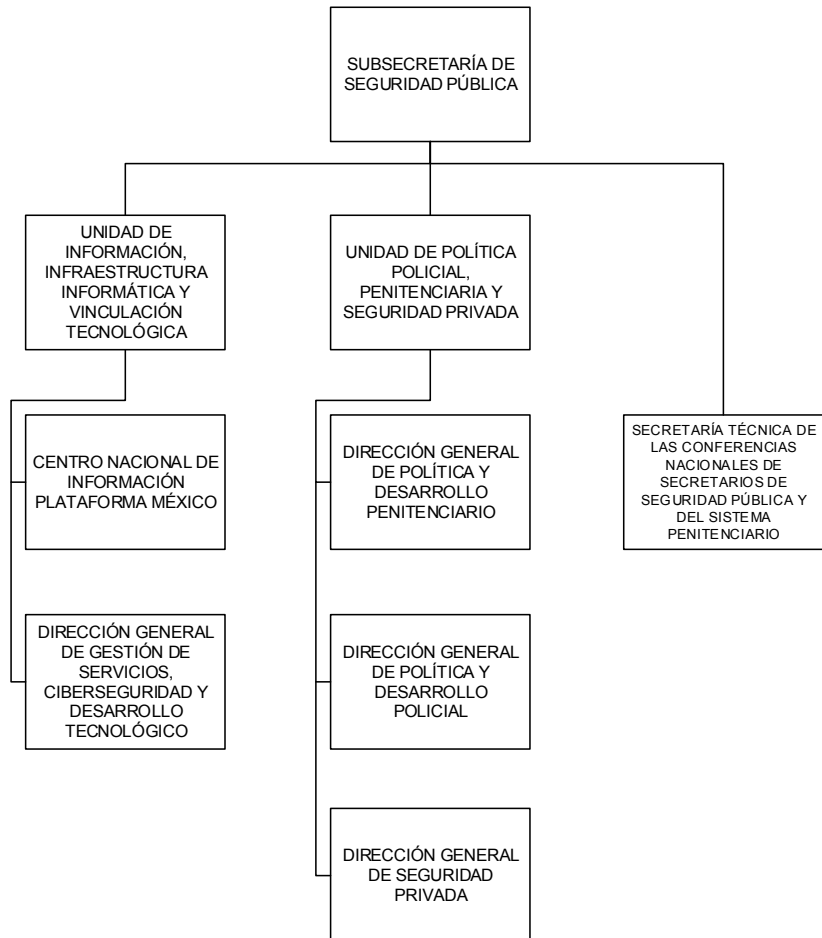 SUBSECRETARÍA DE
SEGURIDAD PÚBLICA
UNIDAD DE
INFORMACIÓN,
INFRAESTRUCTURA
INFORMÁTICA Y
VINCULACIÓN
TECNOLÓGICA
UNIDAD DE POLÍTICA
POLICIAL,
PENITENCIARIA Y
SEGURIDAD PRIVADA
CENTRO NACIONAL DE
INFORMACIÓN
PLATAFORMA MÉXICO
DIRECCIÓN GENERAL
DE POLÍTICA Y
DESARROLLO
PENITENCIARIO
SECRETARÍA TÉCNICA DE
LAS CONFERENCIAS
NACIONALES DE
SECRETARIOS DE
SEGURIDAD PÚBLICA Y
DEL SISTEMA
PENITENCIARIO
DIRECCIÓN GENERAL
DE GESTIÓN DE
SERVICIOS,
CIBERSEGURIDAD Y
DESARROLLO
TECNOLÓGICO
DIRECCIÓN GENERAL
DE POLÍTICA Y
DESARROLLO
POLICIAL
DIRECCIÓN GENERAL
DE SEGURIDAD
PRIVADA